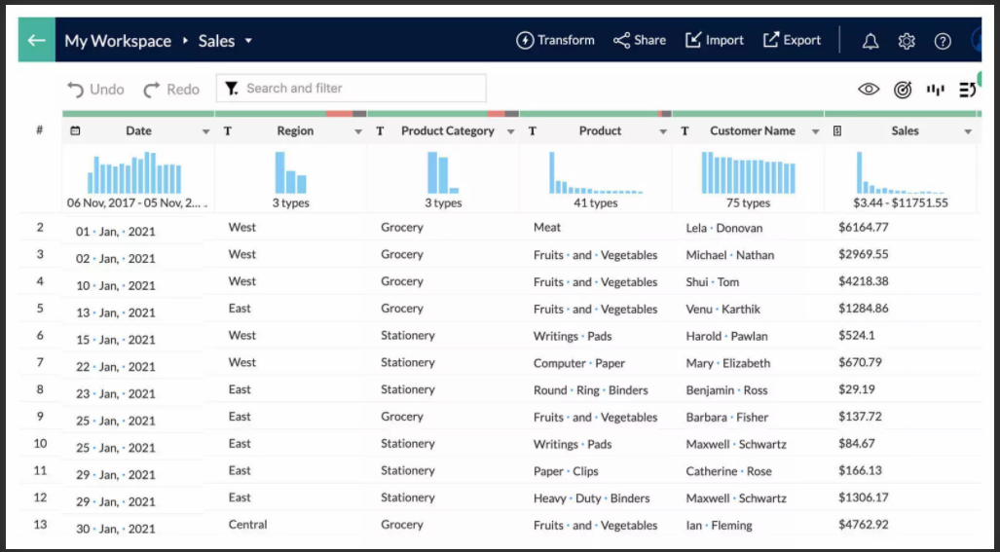 My Workspace Sales Transform Share Import Export
Undo Redo Search and filter
# Date T Region T Product Category T Product T Customer Name Sales
06 Nov, 2017 - 05 Nov, 2... 3 types 3 types 41 types 75 types $3.44 - $11751.55
2 01 · Jan, · 2021 West Grocery Meat Lela · Donovan $6164.77
3 02 · Jan, · 2021 West Grocery Fruits · and · Vegetables Michael · Nathan $2969.55
4 10 · Jan, · 2021 West Grocery Fruits · and · Vegetables Shui · Tom $4218.38
5 13 · Jan, · 2021 East Grocery Fruits · and · Vegetables Venu · Karthik $1284.86
6 15 · Jan, · 2021 West Stationery Writings · Pads Harold · Pawlan $524.1
7 22 · Jan, · 2021 West Stationery Computer · Paper Mary · Elizabeth $670.79
8 23 · Jan, · 2021 East Stationery Round · Ring · Binders Benjamin · Ross $29.19
9 25 · Jan, · 2021 East Grocery Fruits · and · Vegetables Barbara · Fisher $137.72
10 25 · Jan, · 2021 East Stationery Writings · Pads Maxwell · Schwartz $84.67
11 29 · Jan, · 2021 East Stationery Paper · Clips Catherine · Rose $166.13
12 29 · Jan, · 2021 East Stationery Heavy · Duty · Binders Maxwell · Schwartz $1306.17
13 30 · Jan, · 2021 Central Grocery Fruits · and · Vegetables Ian · Fleming $4762.92